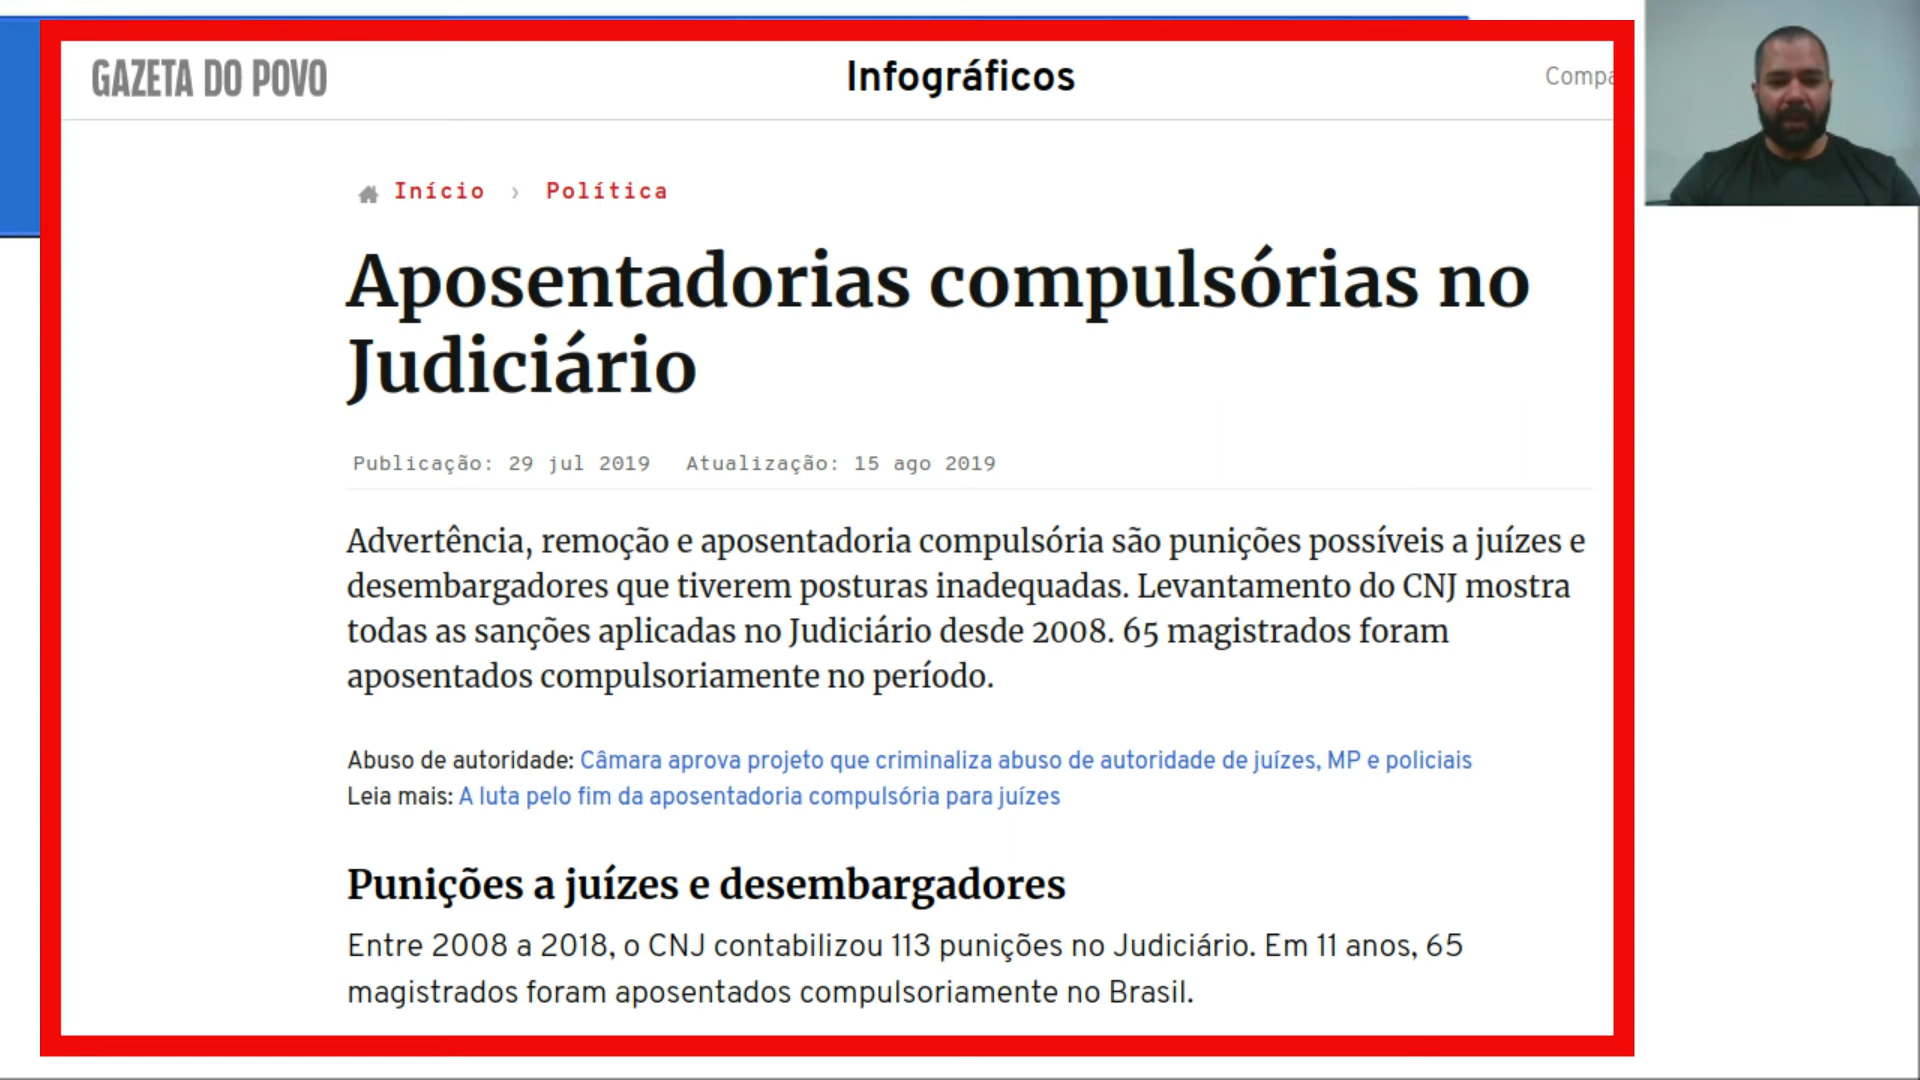 GAZETA DO POVO
Infográficos
Compa
Início › Política
Aposentadorias compulsórias no
Judiciário
Publicação: 29 jul 2019 Atualização: 15 ago 2019
Advertência, remoção e aposentadoria compulsória são punições possíveis a juízes e
desembargadores que tiverem posturas inadequadas. Levantamento do CNJ mostra
todas as sanções aplicadas no Judiciário desde 2008. 65 magistrados foram
aposentados compulsoriamente no período.
Abuso de autoridade: Câmara aprova projeto que criminaliza abuso de autoridade de juízes, MP e policiais
Leia mais: A luta pelo fim da aposentadoria compulsória para juízes
Punições a juízes e desembargadores
Entre 2008 a 2018, o CNJ contabilizou 113 punições no Judiciário. Em 11 anos, 65
magistrados foram aposentados compulsoriamente no Brasil.